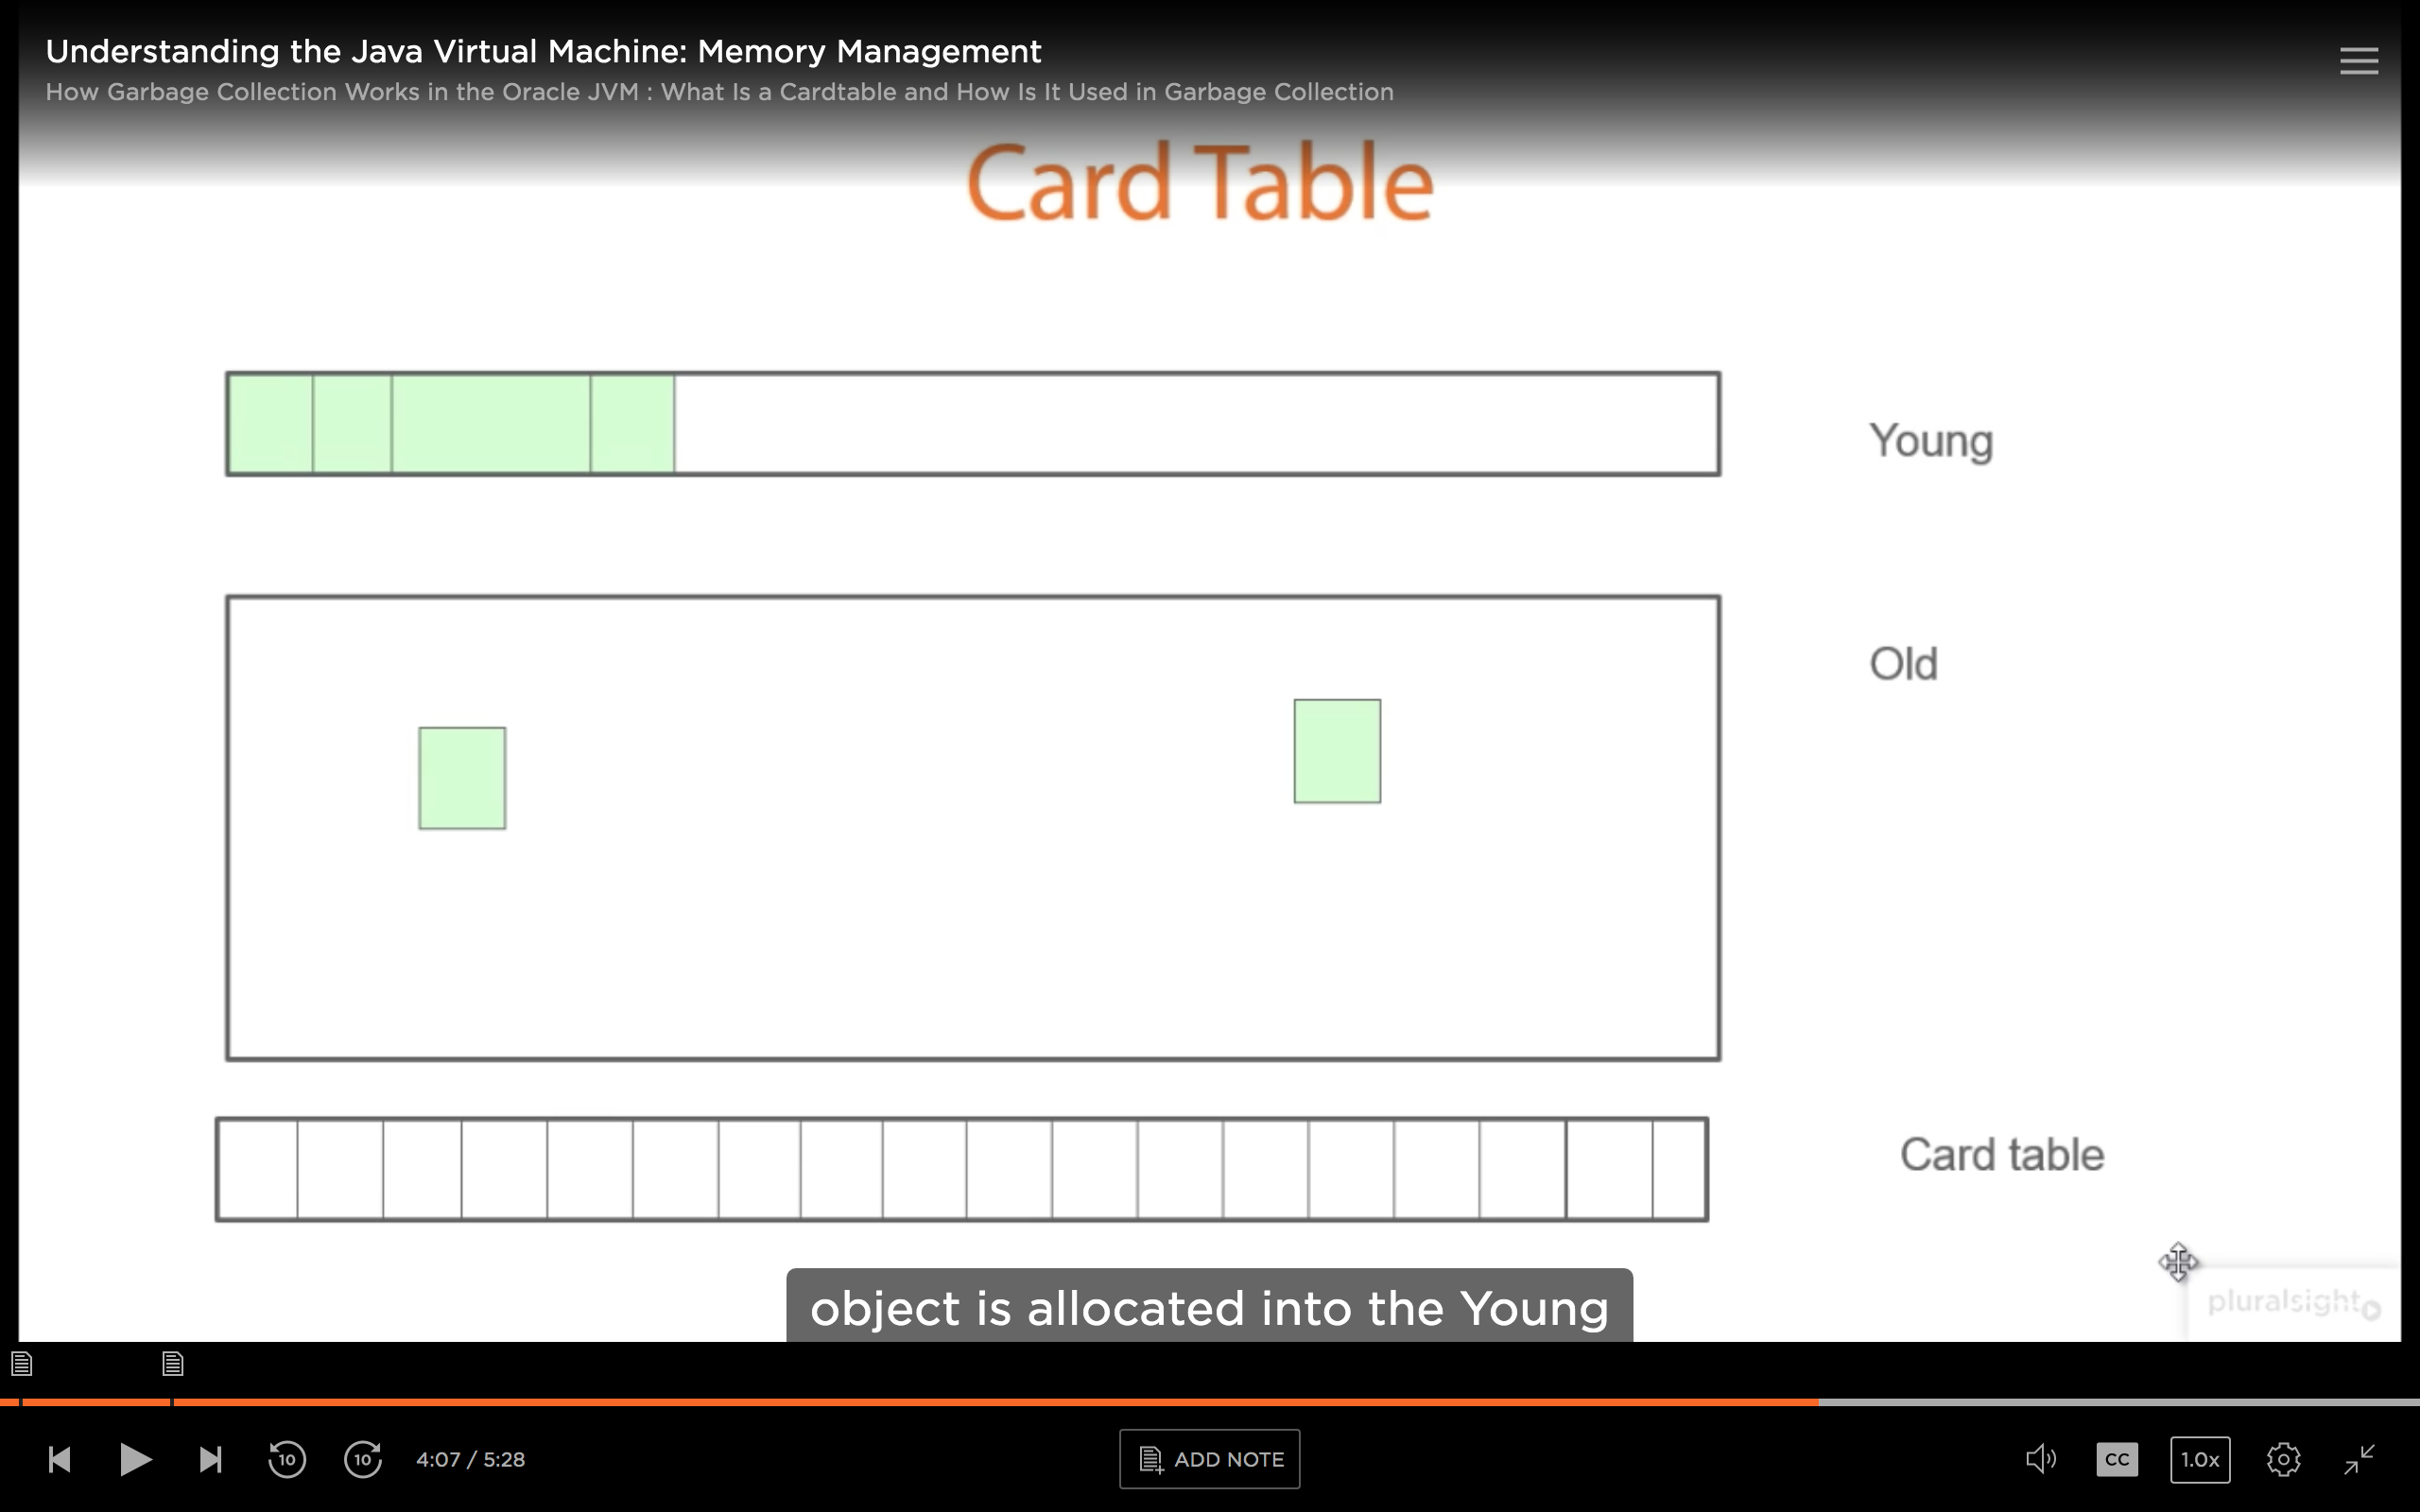 Understanding the Java Virtual Machine: Memory Management
How Garbage Collection Works in the Oracle JVM : What Is a Cardtable and How Is It Used in Garbage Collection
Card Table
Young
Old
Card table
object is allocated into the Young
pluralsight
10
10
4:07 / 5:28
ADD NOTE
CC
1.0x